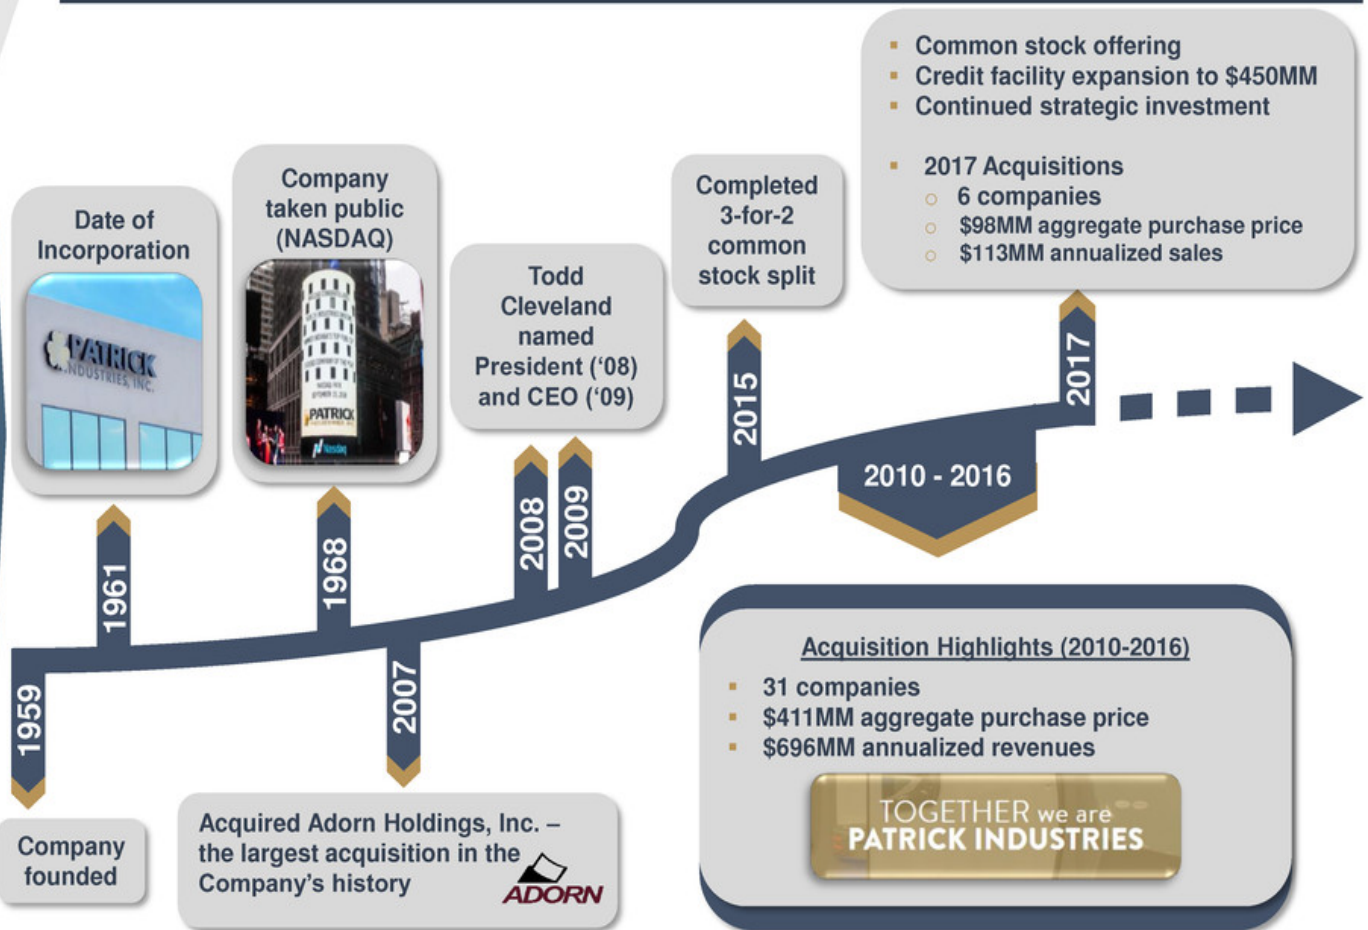 Date of
Incorporation
PATRICK
INDUSTRIES, INC.
Company
taken public
(NASDAQ)
PATRICK
Nasdaq
Todd
Cleveland
named
President (‘08)
and CEO (‘09)
Completed
3-for-2
common
stock split
▪ Common stock offering
▪ Credit facility expansion to $450MM
▪ Continued strategic investment
▪ 2017 Acquisitions
○ 6 companies
○ $98MM aggregate purchase price
○ $113MM annualized sales
1959
1961
1968
2007
2008
2009
2015
2010 - 2016
2017
Company
founded
Acquired Adorn Holdings, Inc. –
the largest acquisition in the
Company’s history
ADORN
Acquisition Highlights (2010-2016)
▪ 31 companies
▪ $411MM aggregate purchase price
▪ $696MM annualized revenues
TOGETHER we are
PATRICK INDUSTRIES